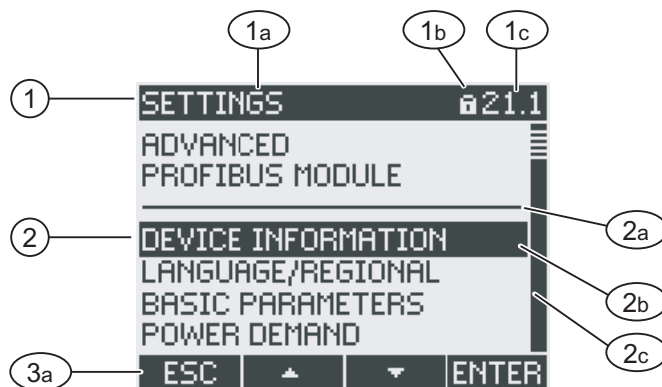 1a 1b 1c
1 SETTINGS 21.1
ADVANCED
PROFIBUS MODULE
2a
2 DEVICE INFORMATION
LANGUAGE/REGIONAL
2b
BASIC PARAMETERS
POWER DEMAND
2c
3a ESC ENTER